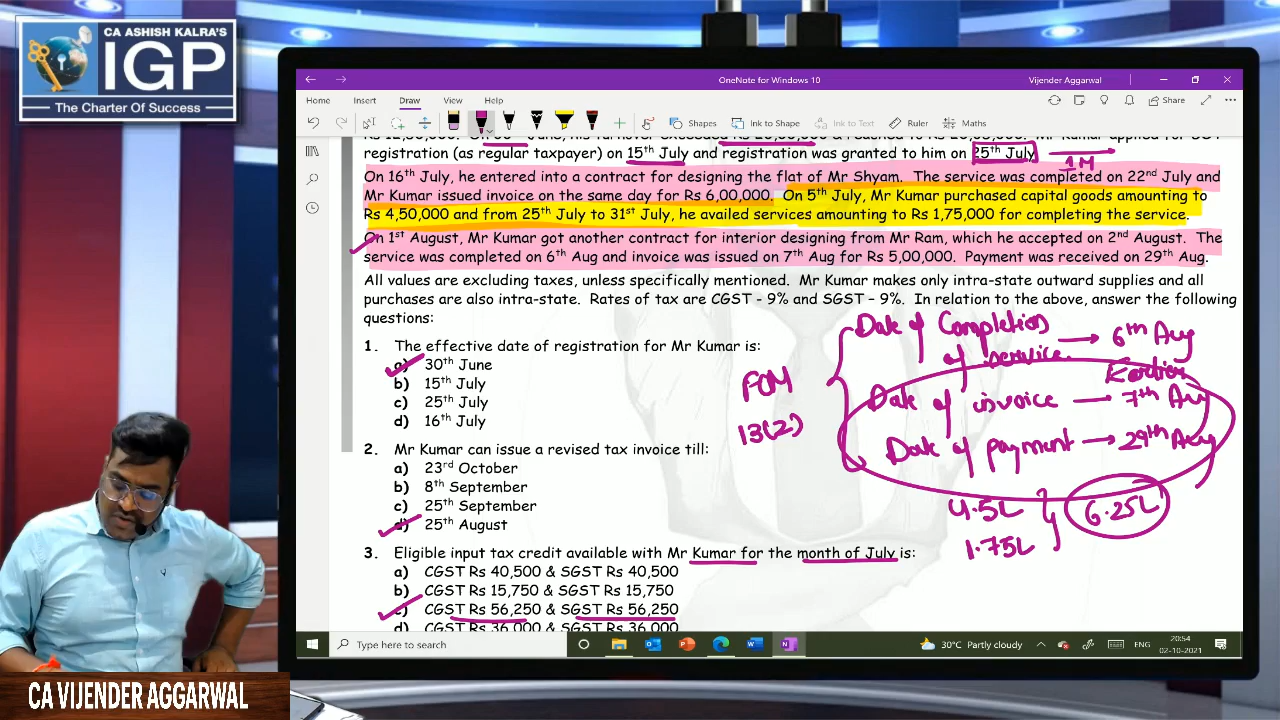 CA ASHISH KALRA'S
IGP
The Charter Of Success
OneNote for Windows 10
Vijender Aggarwal
Home Insert Draw View Help
Share
Shapes Ink to Shape Ink to Text Ruler Maths
registration (as regular taxpayer) on 15th July and registration was granted to him on 25th July
1M
On 16th July, he entered into a contract for designing the flat of Mr Shyam. The service was completed on 22nd July and
Mr Kumar issued invoice on the same day for Rs 6,00,000. On 5th July, Mr Kumar purchased capital goods amounting to
Rs 4,50,000 and from 25th July to 31st July, he availed services amounting to Rs 1,75,000 for completing the service.
On 1st August, Mr Kumar got another contract for interior designing from Mr Ram, which he accepted on 2nd August. The
service was completed on 6th Aug and invoice was issued on 7th Aug for Rs 5,00,000. Payment was received on 29th Aug.
All values are excluding taxes, unless specifically mentioned. Mr Kumar makes only intra-state outward supplies and all
purchases are also intra-state. Rates of tax are CGST - 9% and SGST – 9%. In relation to the above, answer the following
questions:
1. The effective date of registration for Mr Kumar is:
a) 30th June
b) 15th July
c) 25th July
d) 16th July
2. Mr Kumar can issue a revised tax invoice till:
a) 23rd October
b) 8th September
c) 25th September
d) 25th August
3. Eligible input tax credit available with Mr Kumar for the month of July is:
a) CGST Rs 40,500 & SGST Rs 40,500
b) CGST Rs 15,750 & SGST Rs 15,750
c) CGST Rs 56,250 & SGST Rs 56,250
d) CGST Rs 36,000 & SGST Rs 36,000
Date of Completion
of service → 6th Aug
Earlier
FOM
13(2)
Date of invoice → 7th Aug
Date of payment → 29th Aug
4.5L
1.75L
6.25L
Type here to search
30°C Partly cloudy
ENG
20:54
02-10-2021
CA VIJENDER AGGARWAL